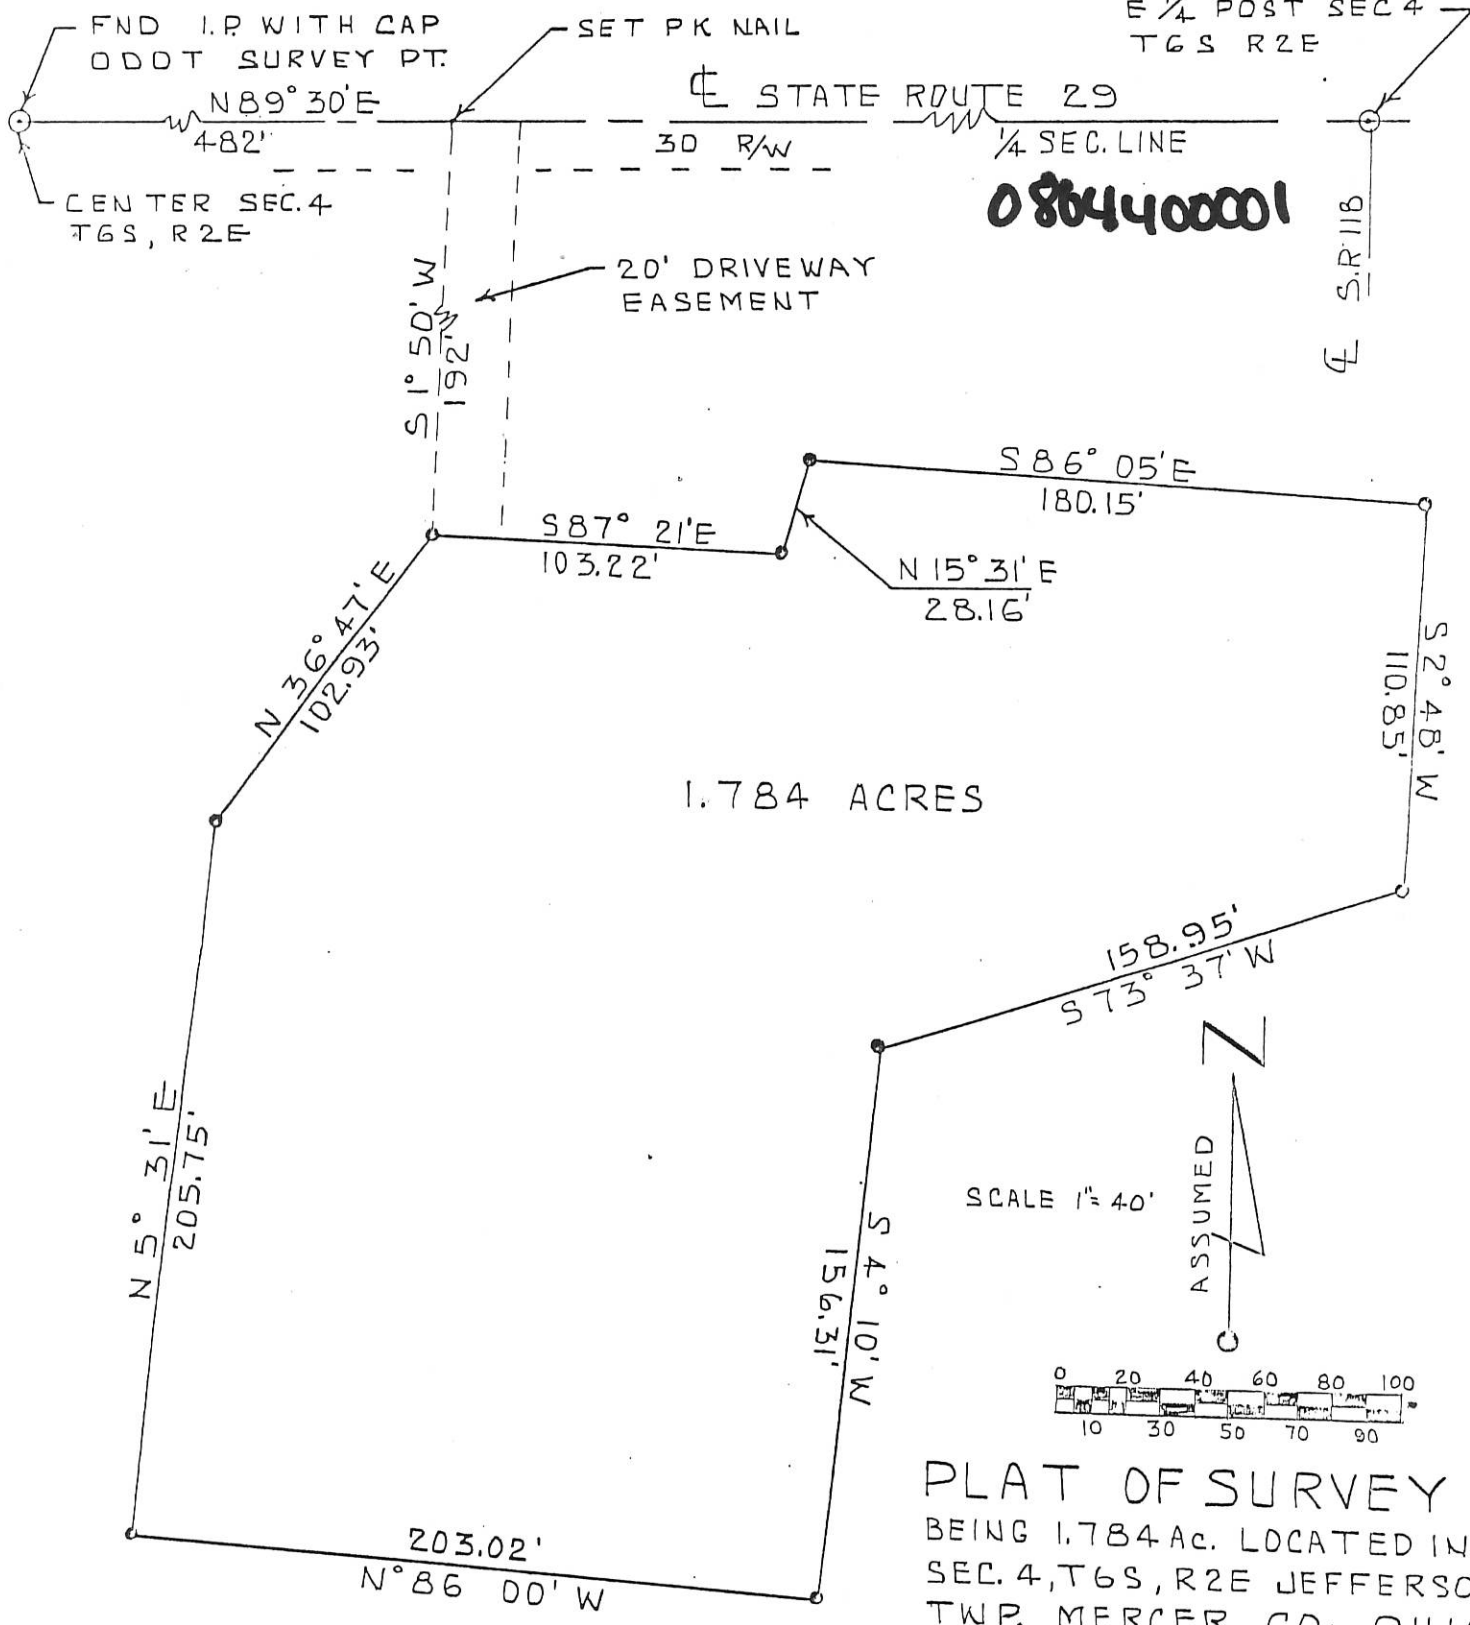 FND I.P. WITH CAP
ODOT SURVEY PT.
SET PK NAIL
E 1/4 POST SEC 4
T6S R2E
N89° 30'E
482'
℄ STATE ROUTE 29
30 R/W
1/4 SEC. LINE
CENTER SEC. 4
T6S, R2E
S.R. 118
℄
20' DRIVEWAY
EASEMENT
S 1° 50' W
192'
S 86° 05' E
180.15'
S87° 21'E
103.22'
N 15° 31' E
28.16'
N 36° 47' E
102.93'
S 2° 48' W
110.85'
1.784 ACRES
158.95'
S 73° 37' W
N
ASSUMED
SCALE 1"= 40'
N 5° 31' E
205.75'
S 4° 10' W
156.31'
0 20 40 60 80 100
10 30 50 70 90
203.02'
N°86 00' W
PLAT OF SURVEY
BEING 1.784 AC. LOCATED IN
SEC. 4, T6S, R2E JEFFERSO
TWP. MERCER CO. OHIO